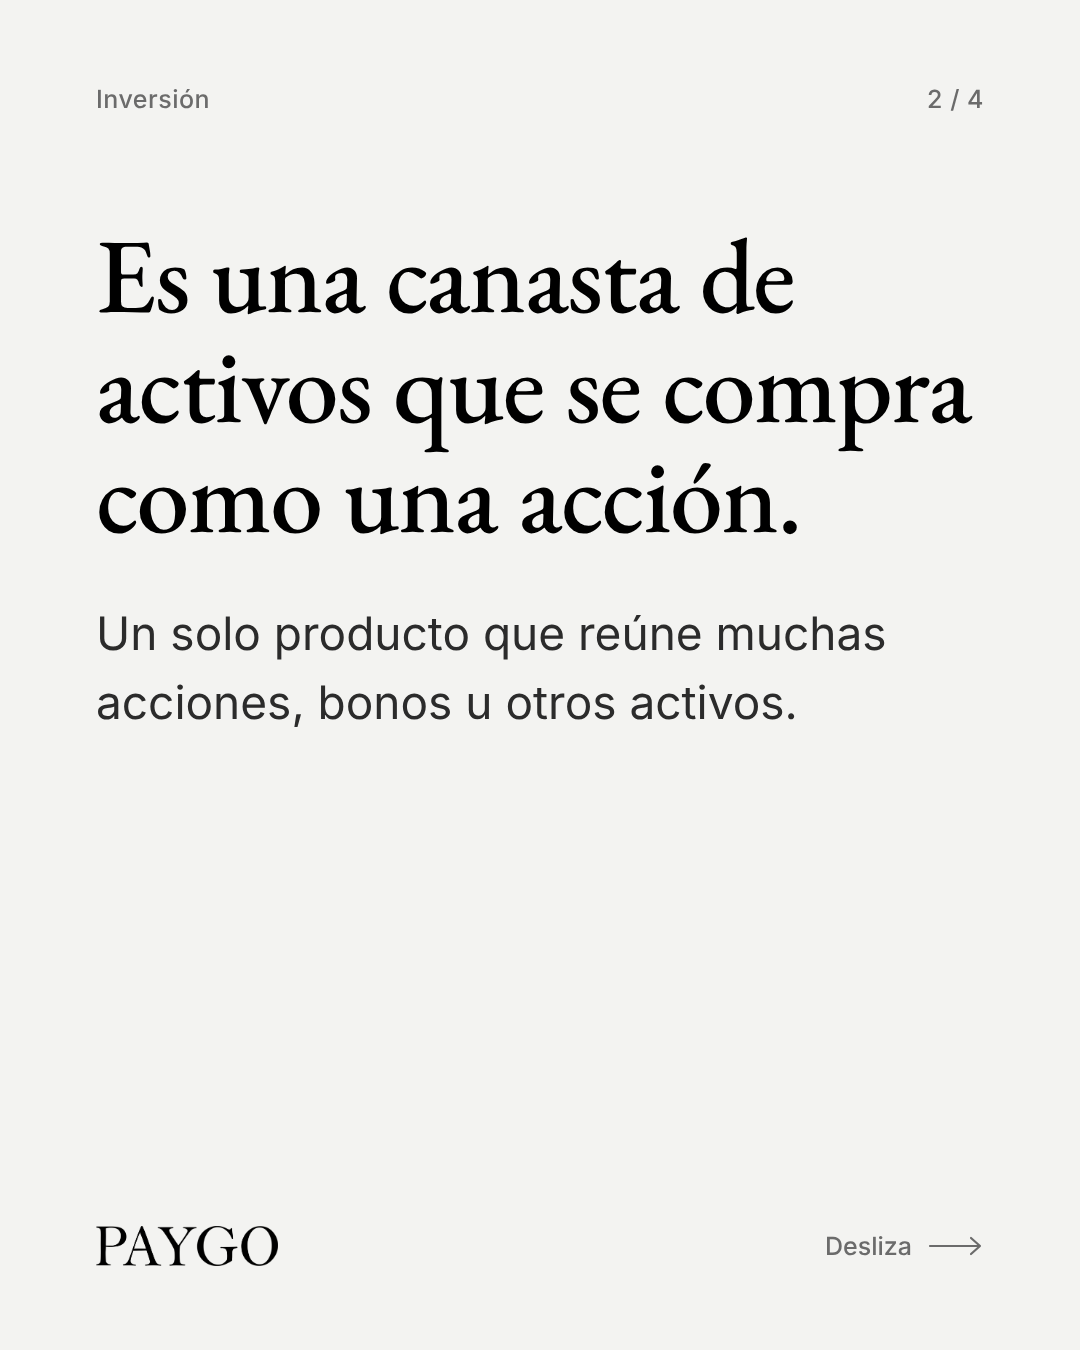 Inversión
2 / 4
Es una canasta de
activos que se compra
como una acción.
Un solo producto que reúne muchas
acciones, bonos u otros activos.
PAYGO
Desliza